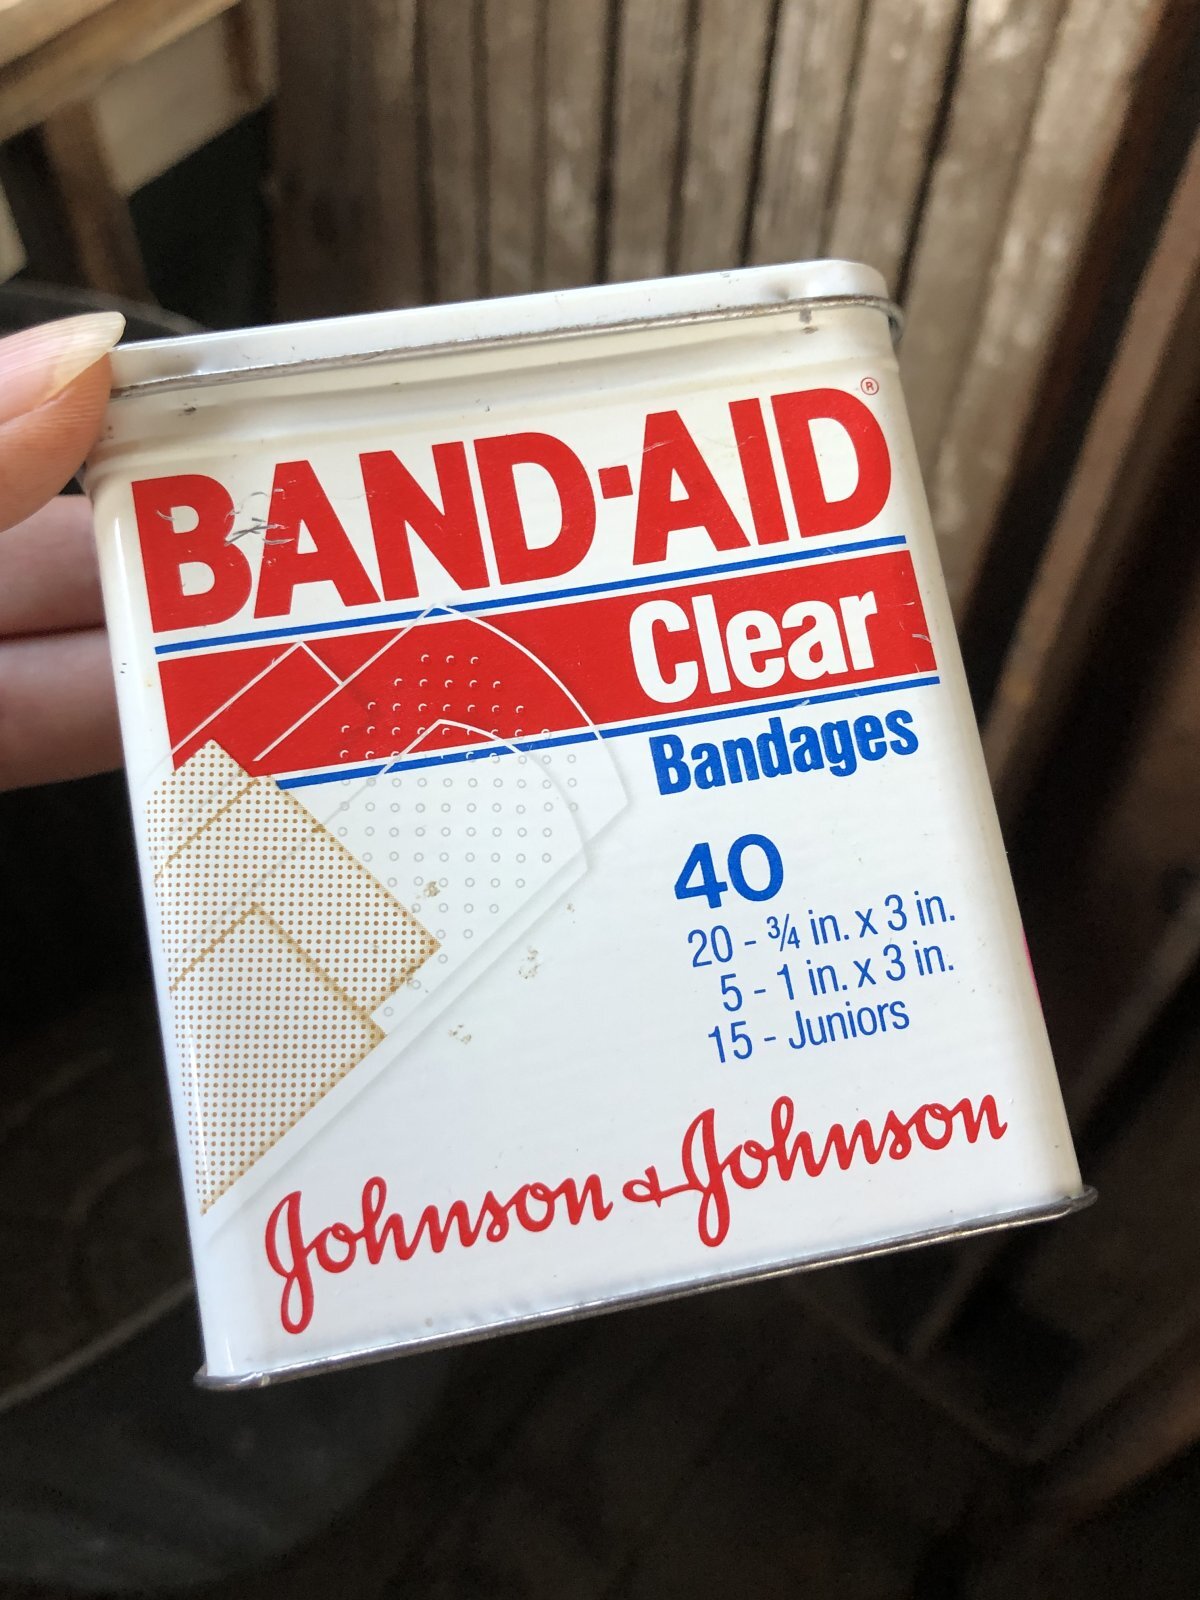 BAND-AID®
Clear
Bandages
40
20 - ¾ in. x 3 in.
5 - 1 in. x 3 in.
15 - Juniors
Johnson & Johnson